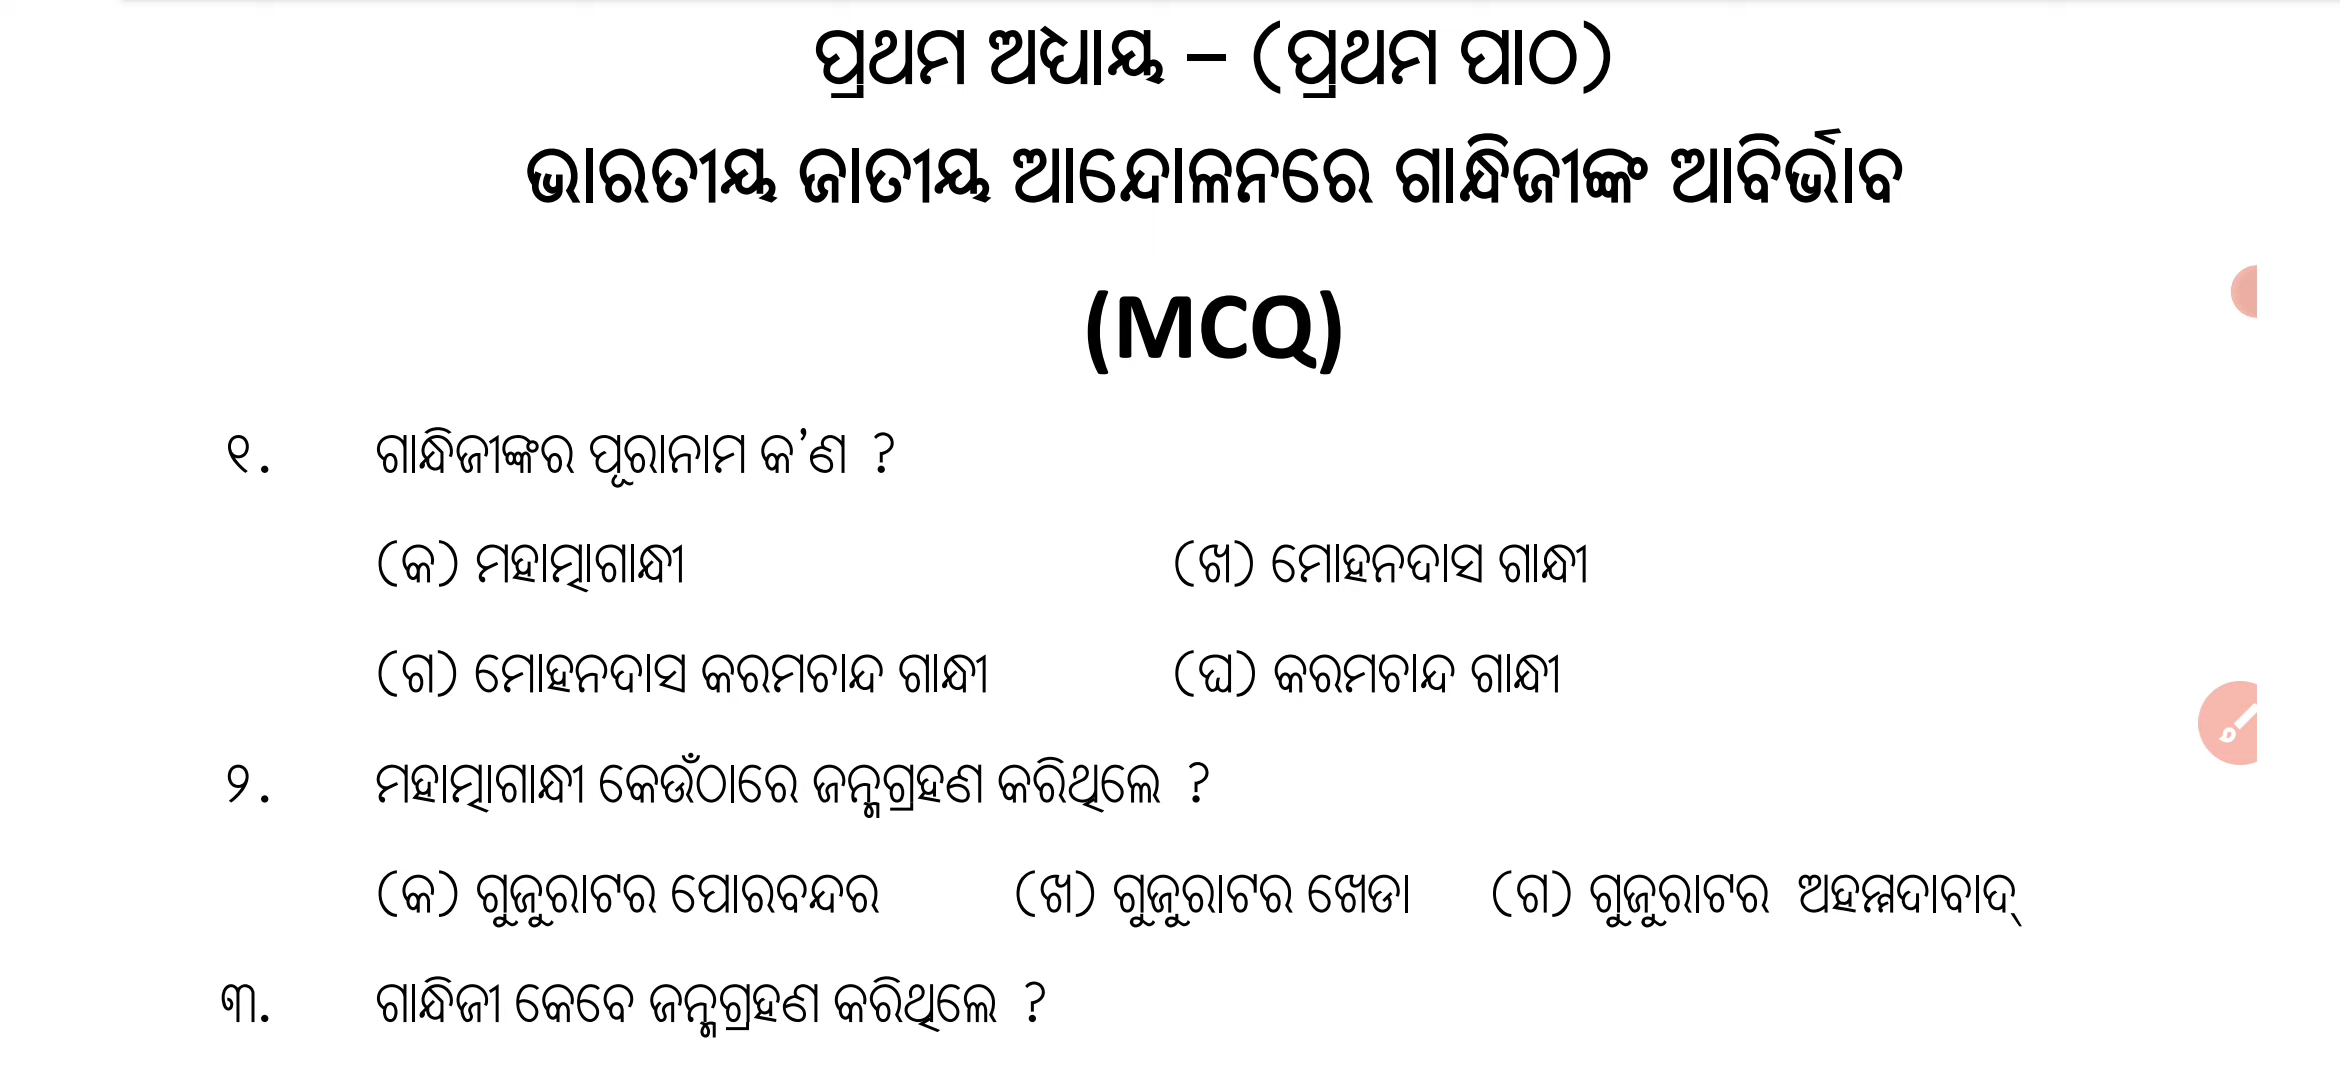 ପ୍ରଥମ ଅଧ୍ୟାୟ – (ପ୍ରଥମ ପାଠ)
ଭାରତୀୟ ଜାତୀୟ ଆନ୍ଦୋଳନରେ ଗାନ୍ଧିଜୀଙ୍କ ଆବିର୍ଭାବ
(MCQ)
୧. ଗାନ୍ଧିଜୀଙ୍କର ପୂରାନାମ କ’ଣ ?
(କ) ମହାତ୍ମାଗାନ୍ଧୀ (ଖ) ମୋହନଦାସ ଗାନ୍ଧୀ
(ଗ) ମୋହନଦାସ କରମଚାନ୍ଦ ଗାନ୍ଧୀ (ଘ) କରମଚାନ୍ଦ ଗାନ୍ଧୀ
୨. ମହାତ୍ମାଗାନ୍ଧୀ କେଉଁଠାରେ ଜନ୍ମଗ୍ରହଣ କରିଥିଲେ ?
(କ) ଗୁଜୁରାଟର ପୋରବନ୍ଦର (ଖ) ଗୁଜୁରାଟର ଖେଡା (ଗ) ଗୁଜୁରାଟର ଅହମ୍ମଦାବାଦ୍
୩. ଗାନ୍ଧିଜୀ କେବେ ଜନ୍ମଗ୍ରହଣ କରିଥିଲେ ?